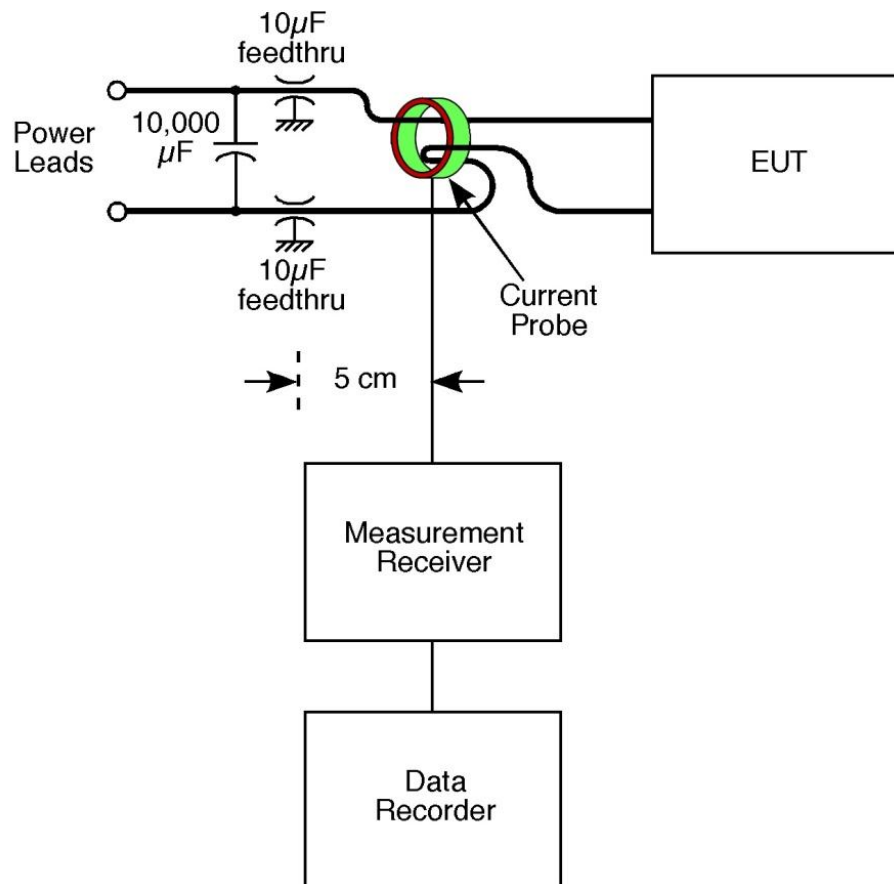 10μF
feedthru
Power
Leads
10,000
μF
EUT
10μF
feedthru
Current
Probe
5 cm
Measurement
Receiver
Data
Recorder